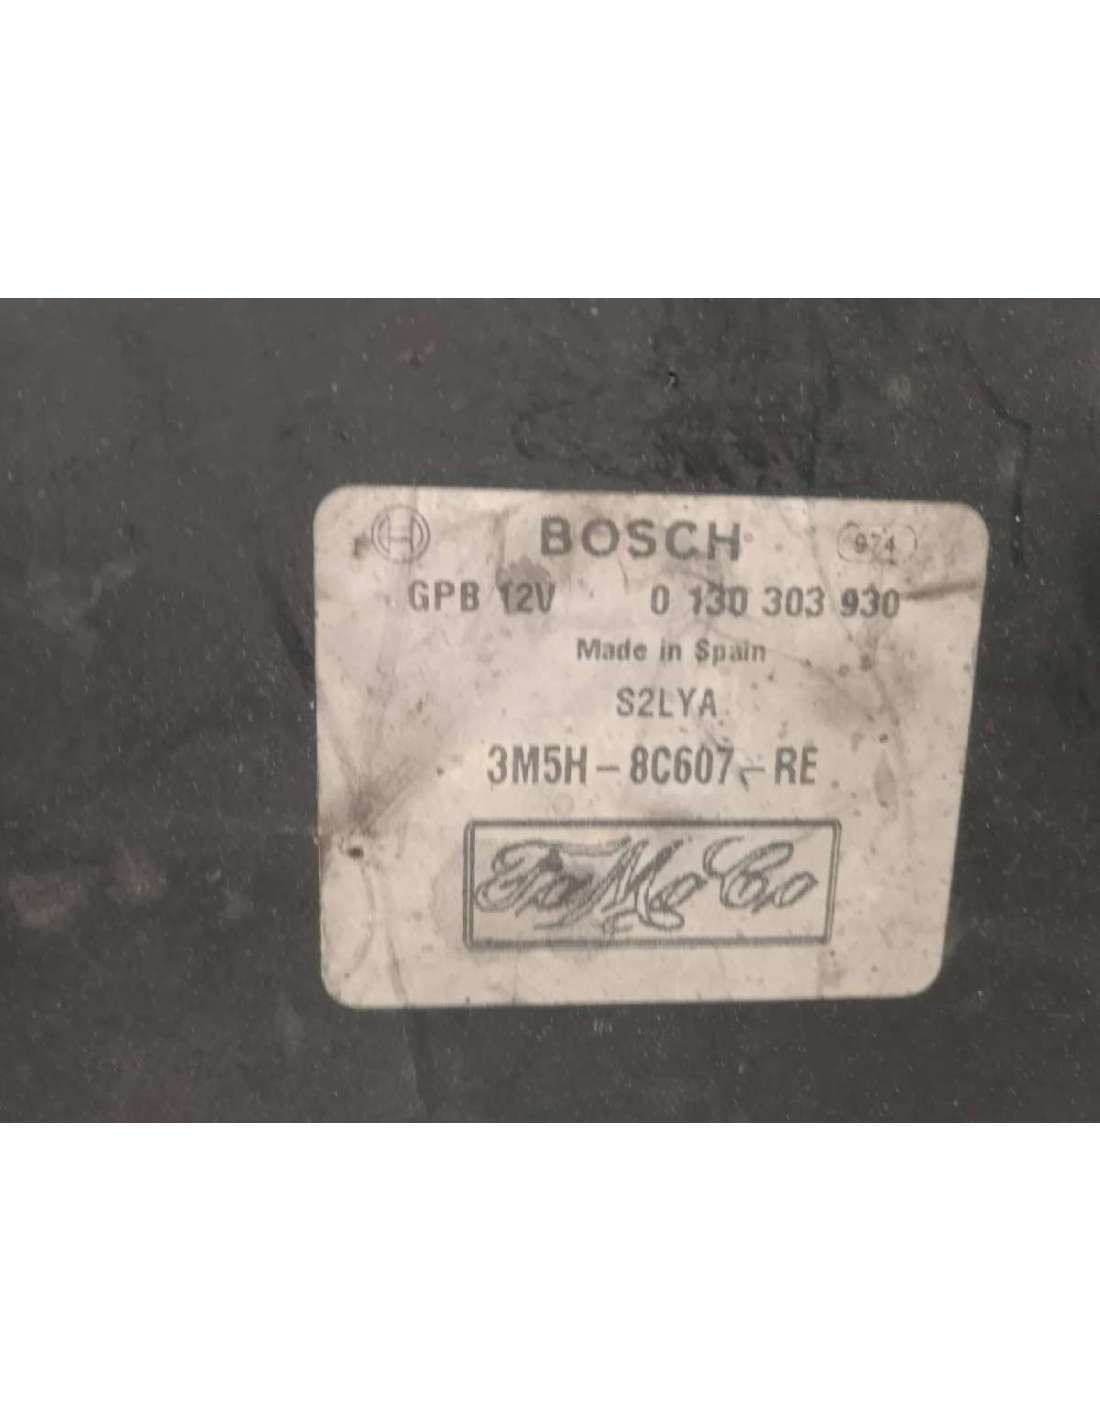 BOSCH 974
GPB 12V 0 130 303 930
Made in Spain
S2LYA
3M5H-8C607-RE
FoMoCo